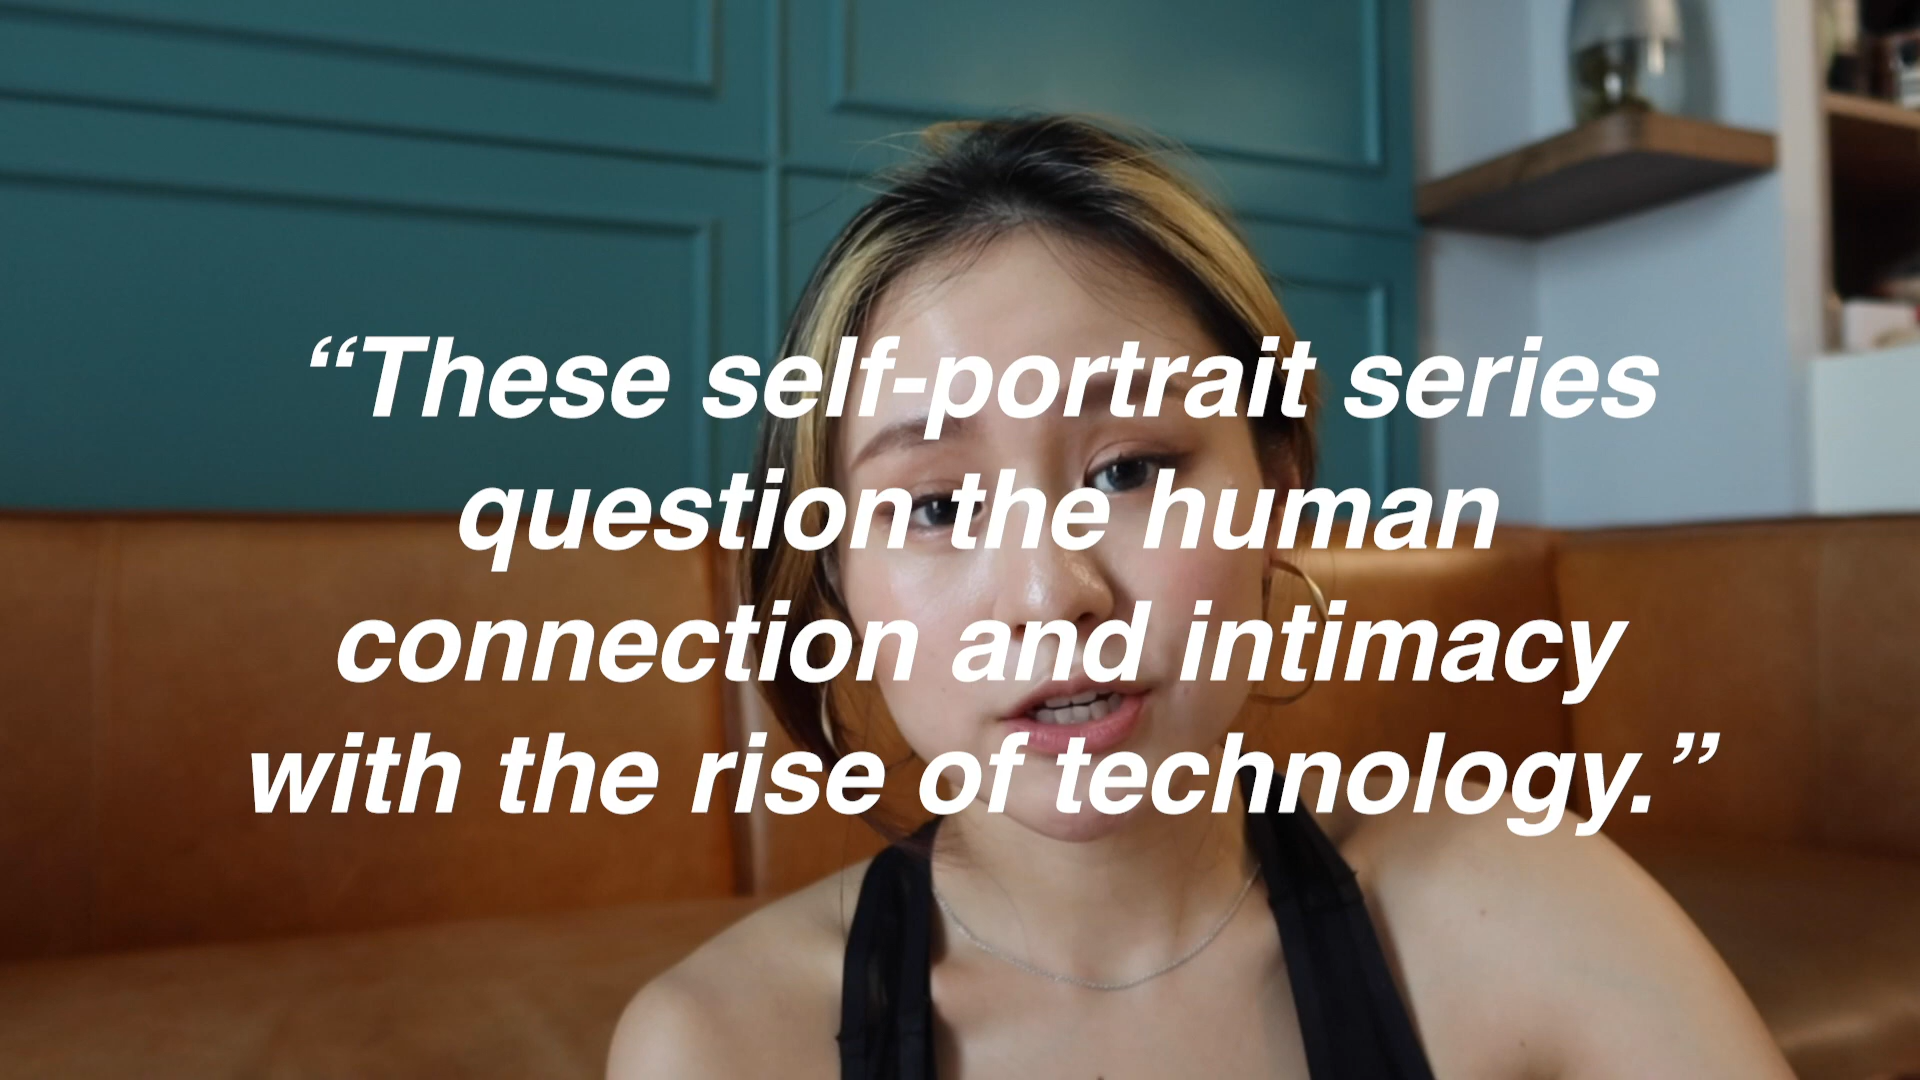 “These self-portrait series
question the human
connection and intimacy
with the rise of technology.”